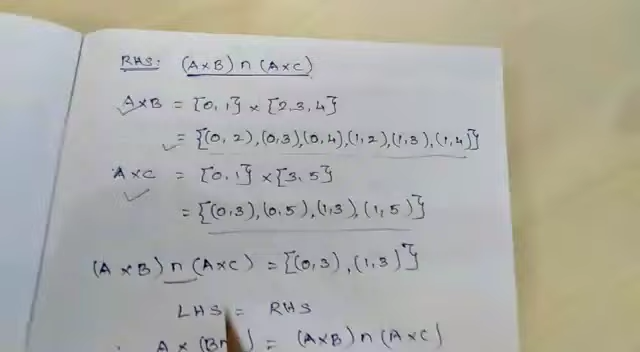 RHS: (A×B) ∩ (A×C)
A×B = {0,1} × {2,3,4}
= {(0,2),(0,3),(0,4),(1,2),(1,3),(1,4)}
A×C = {0,1} × {3,5}
= {(0,3),(0,5),(1,3),(1,5)}
(A×B) ∩ (A×C) = {(0,3),(1,3)}
LHS = RHS
A × (B∩ ) = (A×B) ∩ (A×C)